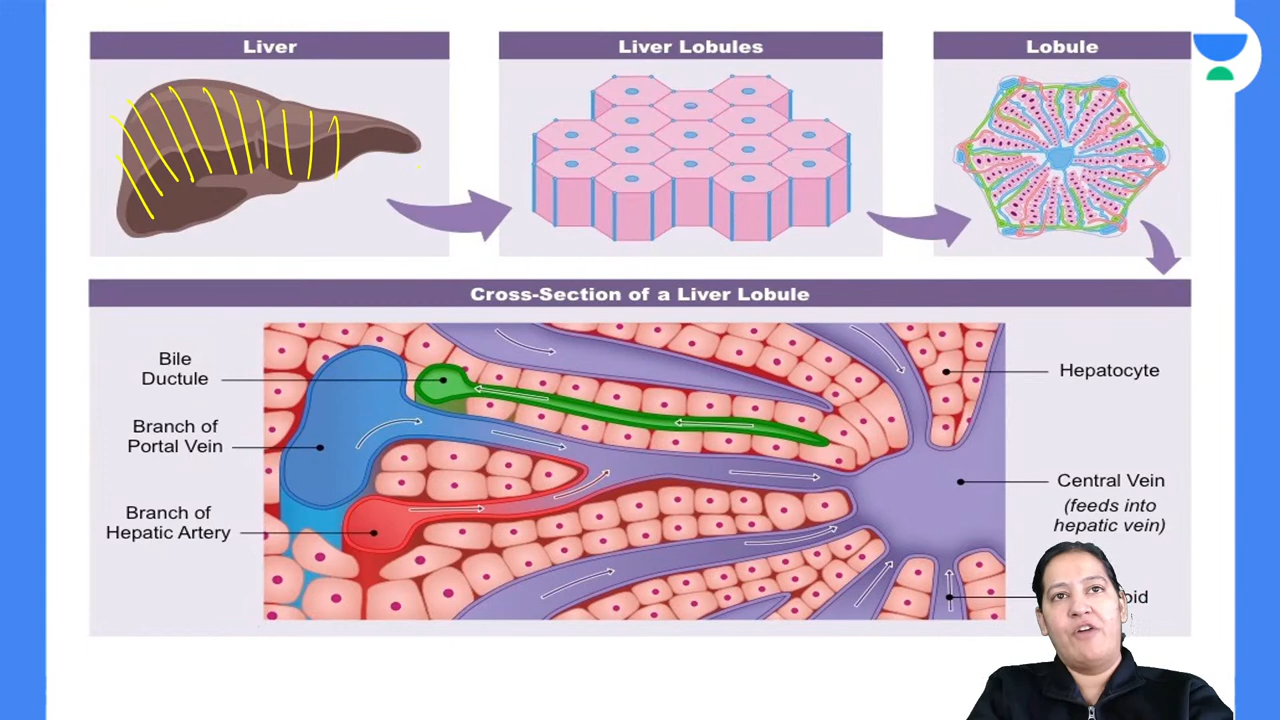 Liver
Liver Lobules
Lobule
Cross-Section of a Liver Lobule
Bile
Ductule
Branch of
Portal Vein
Branch of
Hepatic Artery
Hepatocyte
Central Vein
(feeds into
hepatic vein)